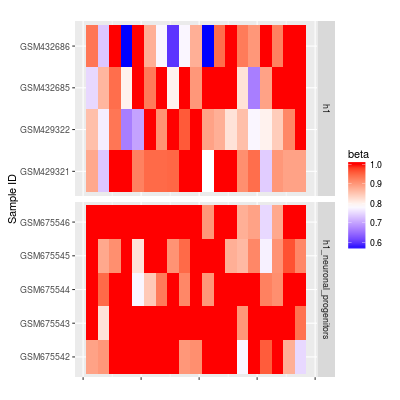 GSM432686
GSM432685
GSM429322
GSM429321
h1
Sample ID
GSM675546
GSM675545
GSM675544
GSM675543
GSM675542
h1_neuronal_progenitors
beta
1.0
0.9
0.8
0.7
0.6